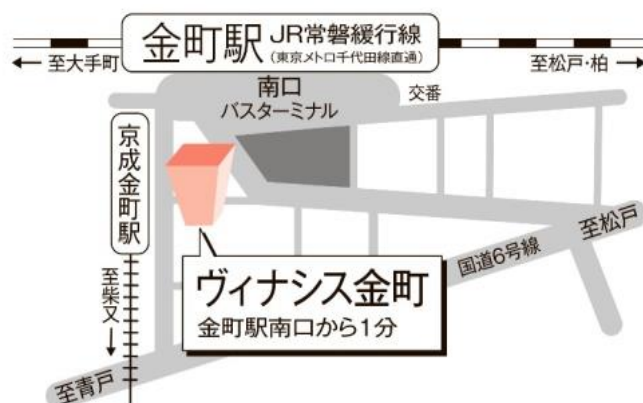 金町駅 JR常磐緩行線
(東京メトロ千代田線直通)
←至大手町
至松戸・柏→
南口
バスターミナル
交番
京成金町駅
至柴又
↓
ヴィナシス金町
金町駅南口から1分
国道6号線
至松戸
至青戸